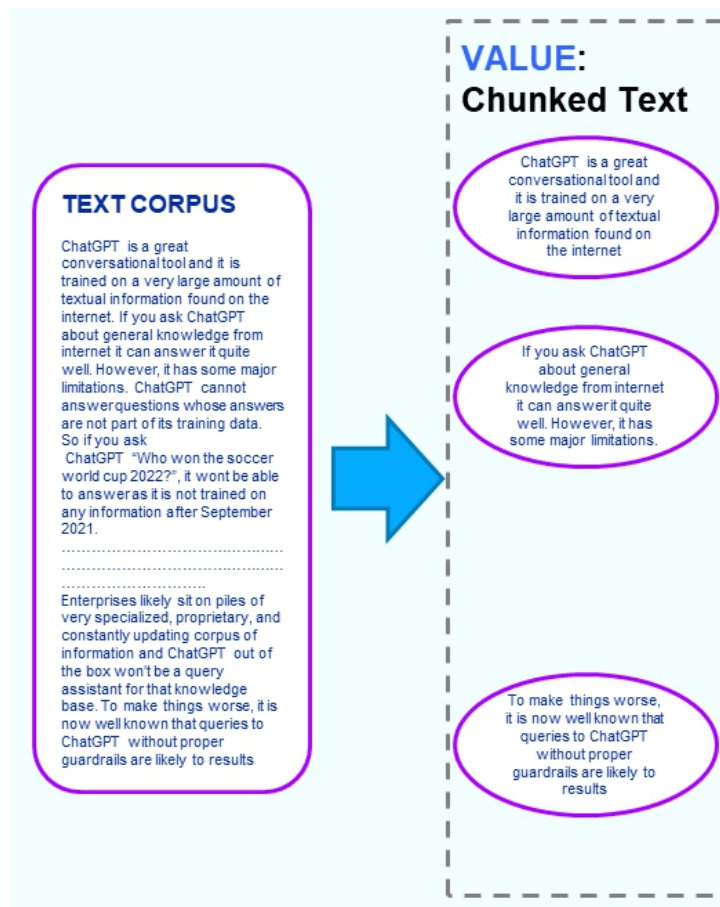 VALUE:
Chunked Text
ChatGPT is a great
conversational tool and
it is trained on a very
large amount of textual
information found on
the internet
TEXT CORPUS
ChatGPT is a great
conversational tool and it is
trained on a very large amount of
textual information found on the
internet. If you ask ChatGPT
about general knowledge from
internet it can answer it quite
well. However, it has some major
limitations. ChatGPT cannot
answer questions whose answers
are not part of its training data.
So if you ask
ChatGPT “Who won the soccer
world cup 2022?”, it wont be able
to answer as it is not trained on
any information after September
2021.
……………………………………………
……………………………………………
………………………….
Enterprises likely sit on piles of
very specialized, proprietary, and
constantly updating corpus of
information and ChatGPT out of
the box won’t be a query
assistant for that knowledge
base. To make things worse, it is
now well known that queries to
ChatGPT without proper
guardrails are likely to results
If you ask ChatGPT
about general
knowledge from internet
it can answer it quite
well. However, it has
some major limitations.
To make things worse,
it is now well known that
queries to ChatGPT
without proper
guardrails are likely to
results